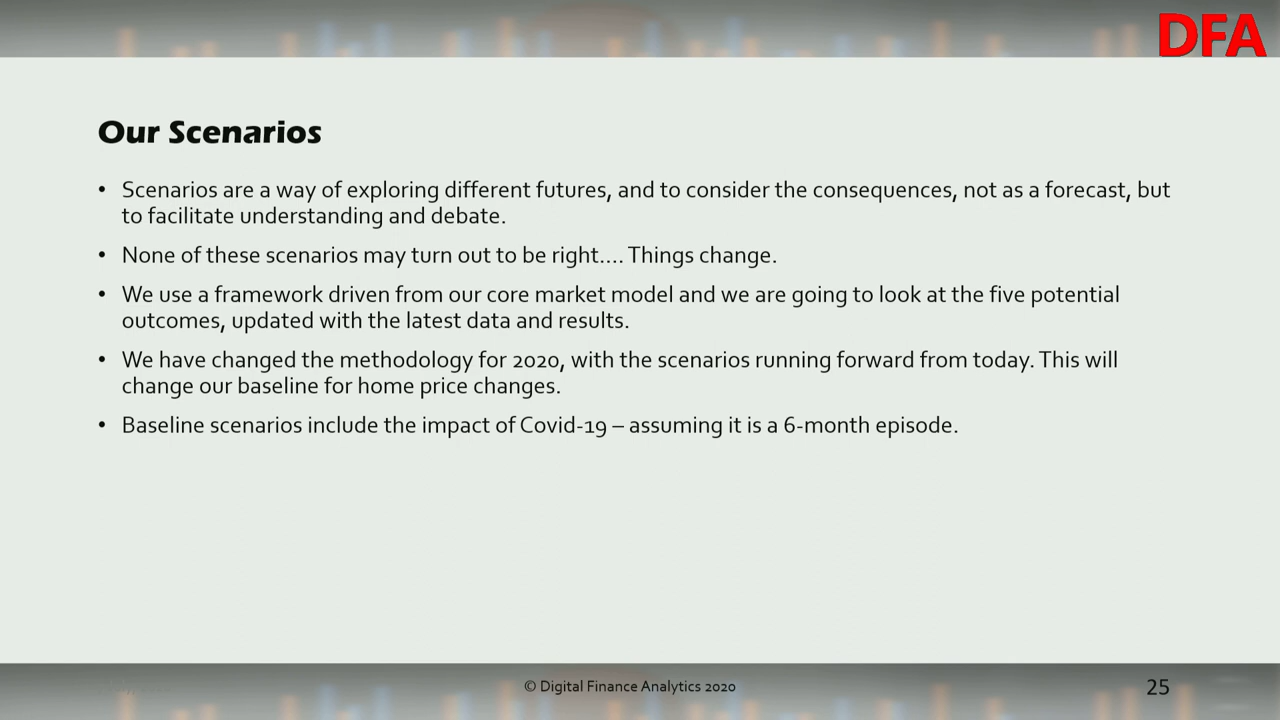 DFA
Our Scenarios
• Scenarios are a way of exploring different futures, and to consider the consequences, not as a forecast, but
to facilitate understanding and debate.
• None of these scenarios may turn out to be right.... Things change.
• We use a framework driven from our core market model and we are going to look at the five potential
outcomes, updated with the latest data and results.
• We have changed the methodology for 2020, with the scenarios running forward from today. This will
change our baseline for home price changes.
• Baseline scenarios include the impact of Covid-19 – assuming it is a 6-month episode.
© Digital Finance Analytics 2020
25